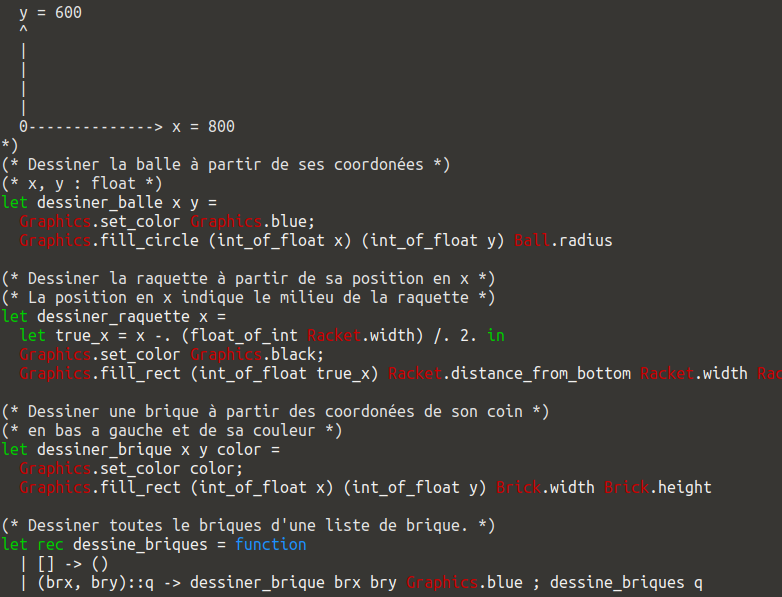 y = 600
^
|
|
|
|
0--------------> x = 800
*)
(* Dessiner la balle à partir de ses coordonées *)
(* x, y : float *)
let dessiner_balle x y =
Graphics.set_color Graphics.blue;
Graphics.fill_circle (int_of_float x) (int_of_float y) Ball.radius
(* Dessiner la raquette à partir de sa position en x *)
(* La position en x indique le milieu de la raquette *)
let dessiner_raquette x =
let true_x = x -. (float_of_int Racket.width) /. 2. in
Graphics.set_color Graphics.black;
Graphics.fill_rect (int_of_float true_x) Racket.distance_from_bottom Racket.width Rac
(* Dessiner une brique à partir des coordonées de son coin *)
(* en bas a gauche et de sa couleur *)
let dessiner_brique x y color =
Graphics.set_color color;
Graphics.fill_rect (int_of_float x) (int_of_float y) Brick.width Brick.height
(* Dessiner toutes le briques d'une liste de brique. *)
let rec dessine_briques = function
| [] -> ()
| (brx, bry)::q -> dessiner_brique brx bry Graphics.blue ; dessine_briques q